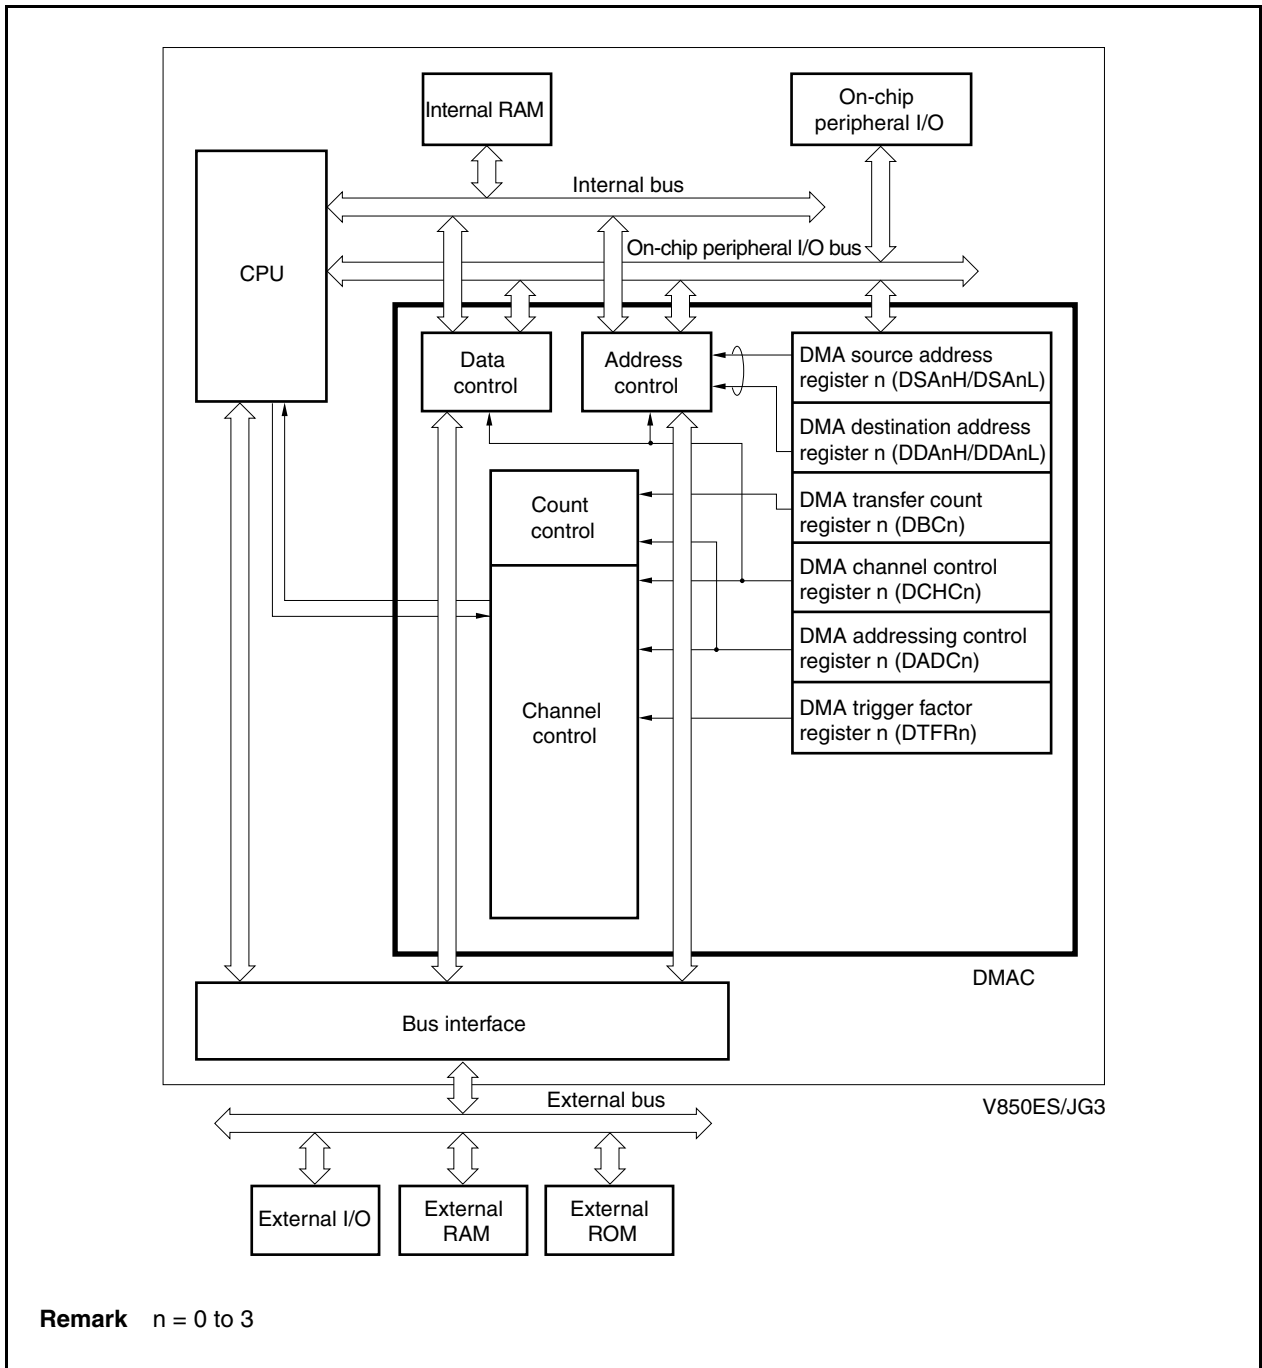 Internal RAM
On-chip
peripheral I/O
Internal bus
On-chip peripheral I/O bus
CPU
Data
control
Address
control
DMA source address
register n (DSAnH/DSAnL)
DMA destination address
register n (DDAnH/DDAnL)
DMA transfer count
register n (DBCn)
DMA channel control
register n (DCHCn)
DMA addressing control
register n (DADCn)
DMA trigger factor
register n (DTFRn)
Count
control
Channel
control
DMAC
Bus interface
V850ES/JG3
External bus
External I/O
External
RAM
External
ROM
Remark n = 0 to 3